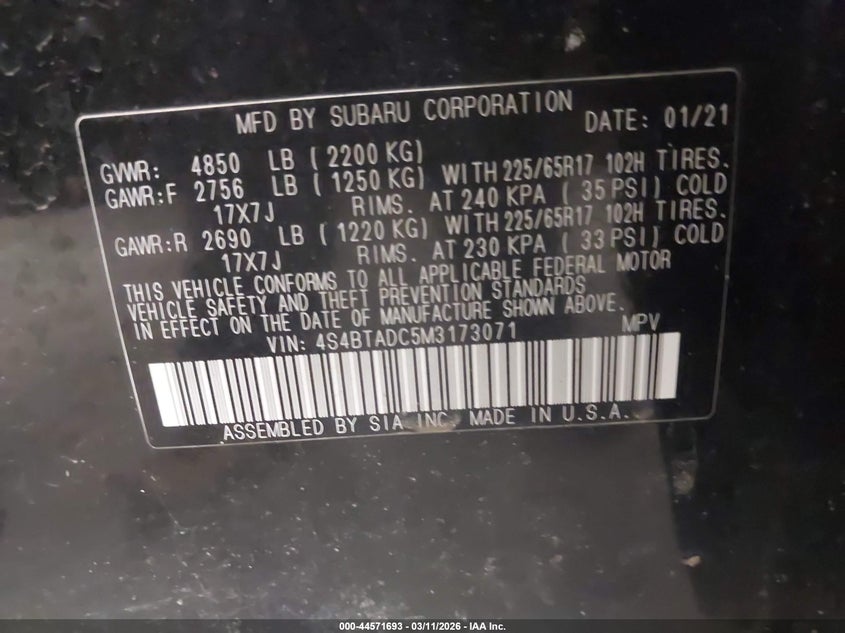 MFD BY SUBARU CORPORATION DATE: 01/21
GVWR: 4850 LB ( 2200 KG)
GAWR:F 2756 LB ( 1250 KG) WITH 225/65R17 102H TIRES.
17X7J RIMS. AT 240 KPA ( 35 PSI) COLD
GAWR:R 2690 LB ( 1220 KG) WITH 225/65R17 102H TIRES.
17X7J RIMS. AT 230 KPA ( 33 PSI) COLD
THIS VEHICLE CONFORMS TO ALL APPLICABLE FEDERAL MOTOR
VEHICLE SAFETY AND THEFT PREVENTION STANDARDS
IN EFFECT ON THE DATE OF MANUFACTURE SHOWN ABOVE.
VIN: 4S4BTADC5M3173071 MPV
ASSEMBLED BY SIA INC. MADE IN U.S.A.
000-44571693 - 03/11/2026 - IAA Inc.